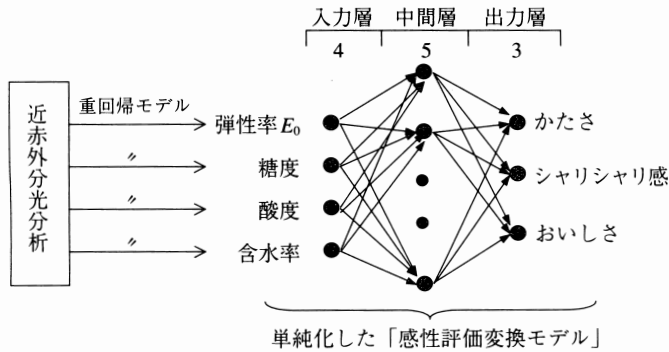 入力層 中間層 出力層
4 5 3
近赤外分光分析
重回帰モデル
弾性率E₀
かたさ
〃
糖度
シャリシャリ感
〃
酸度
おいしさ
〃
含水率
単純化した「感性評価変換モデル」